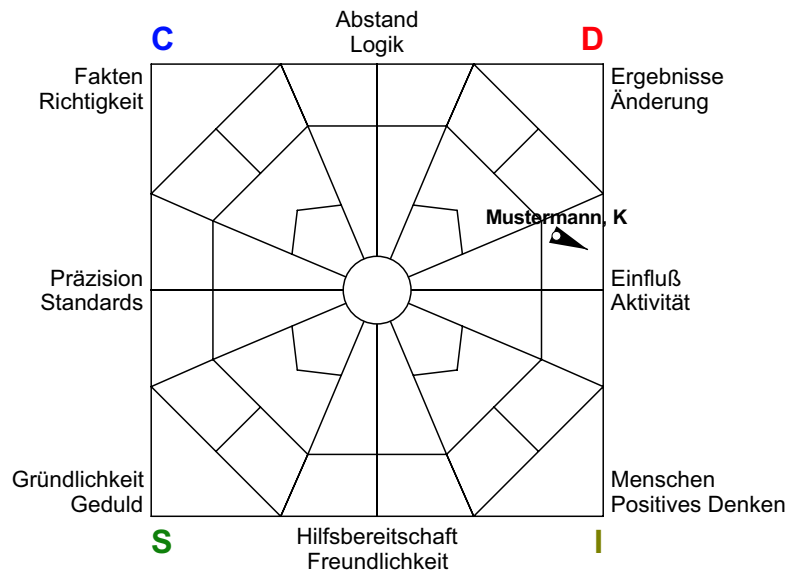 C
Abstand
Logik
D
Fakten
Richtigkeit
Ergebnisse
Änderung
Mustermann, K
Präzision
Standards
Einfluß
Aktivität
Gründlichkeit
Geduld
Menschen
Positives Denken
S
Hilfsbereitschaft
Freundlichkeit
I